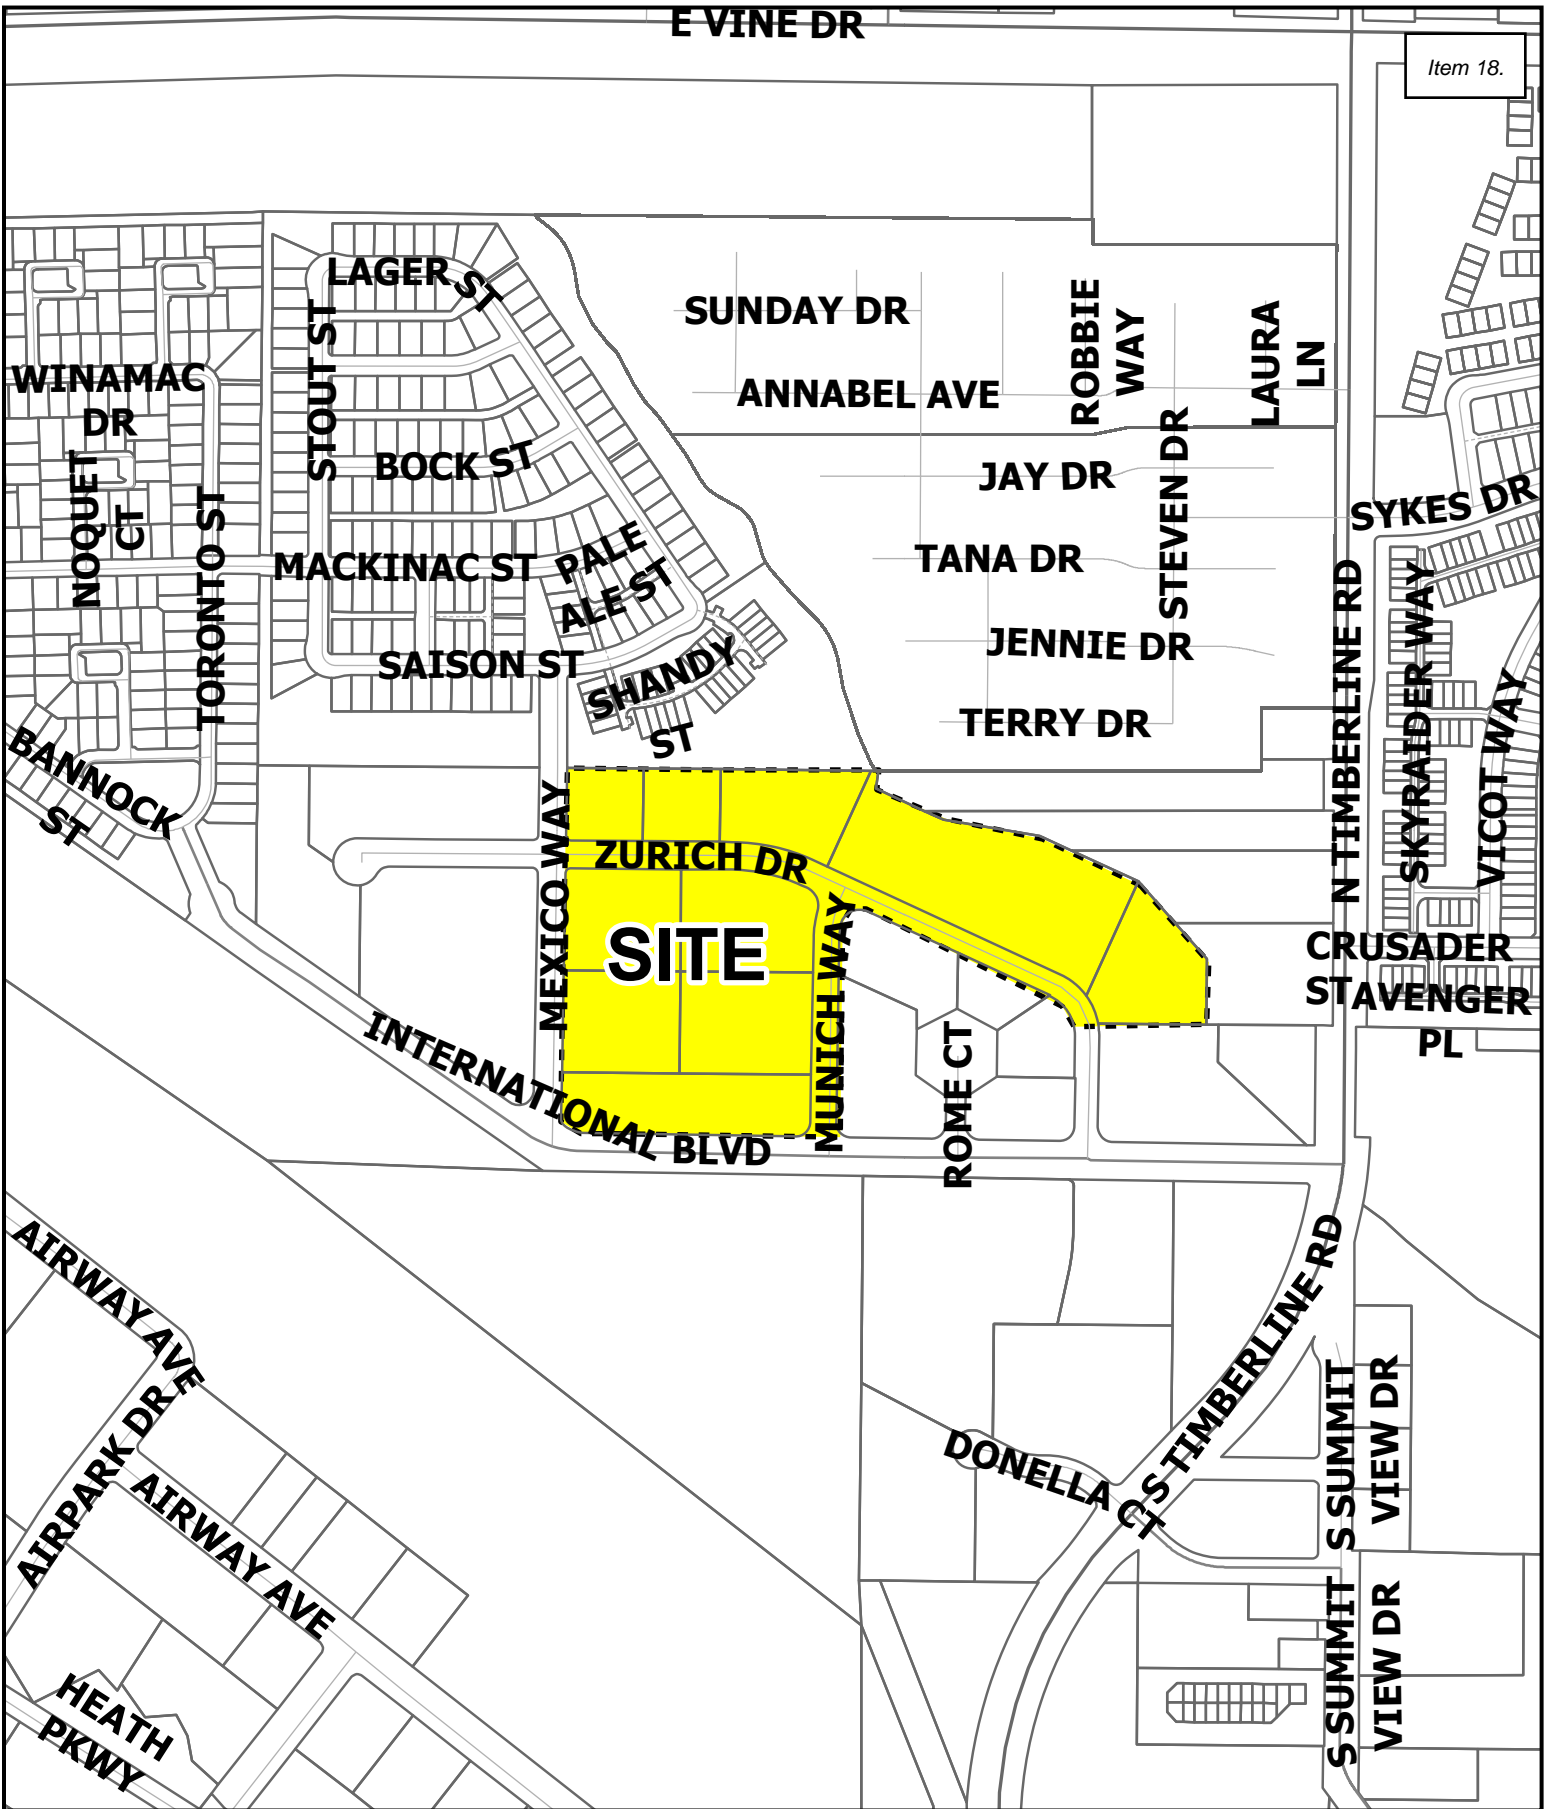 E VINE DR
Item 18.
LAGER ST
STOUT ST
SUNDAY DR
ROBBIE
WAY
LAURA
LN
WINAMAC
DR
ANNABEL AVE
BOCK ST
JAY DR
STEVEN DR
SYKES DR
NOQUET
CT
TORONTO ST
MACKINAC ST
PALE
ALE ST
TANA DR
N TIMBERLINE RD
SKYRAIDER WAY
SAISON ST
SHANDY
ST
JENNIE DR
VICOT WAY
TERRY DR
BANNOCK
ST
MEXICO WAY
ZURICH DR
SITE
MUNICH WAY
CRUSADER
ST
AVENGER
PL
INTERNATIONAL BLVD
ROME CT
AIRWAY AVE
S TIMBERLINE RD
AIRPARK DR
S SUMMIT
VIEW DR
DONELLA CT
AIRWAY AVE
S SUMMIT
VIEW DR
HEATH
PKWY